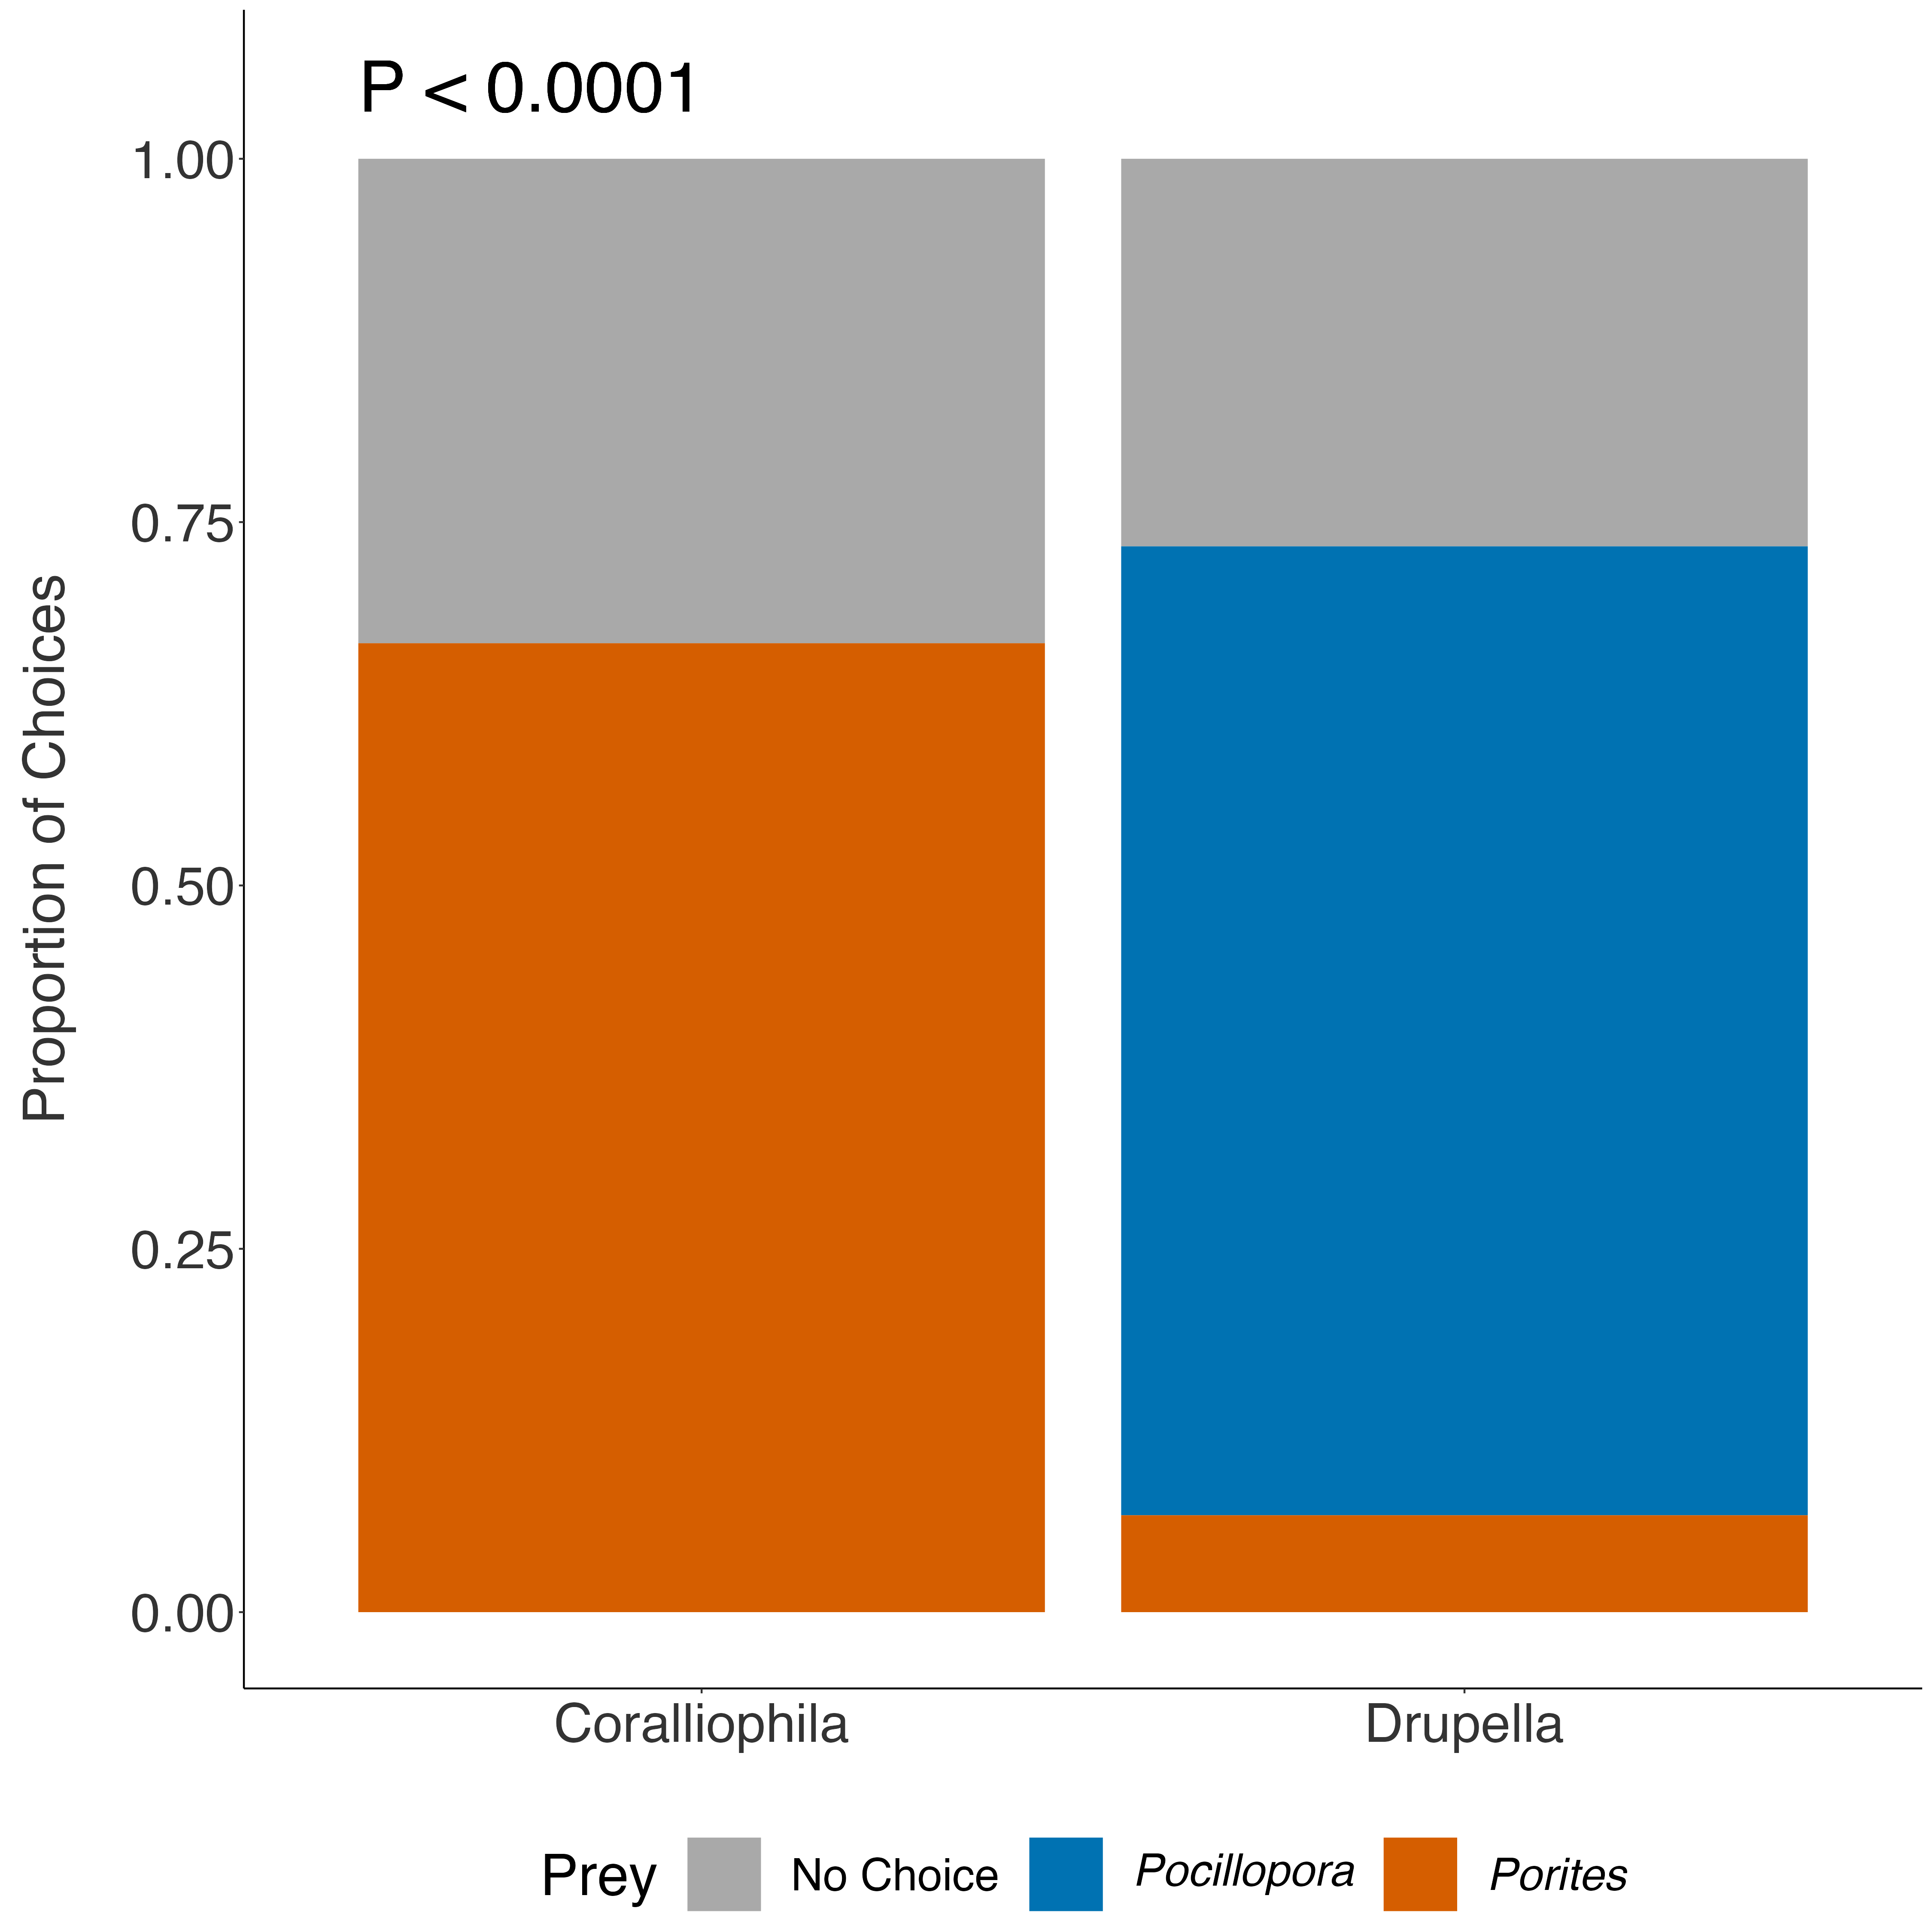 P < 0.0001
1.00
0.75
0.50
0.25
0.00
Proportion of Choices
Coralliophila
Drupella
Prey
No Choice
Pocillopora
Porites